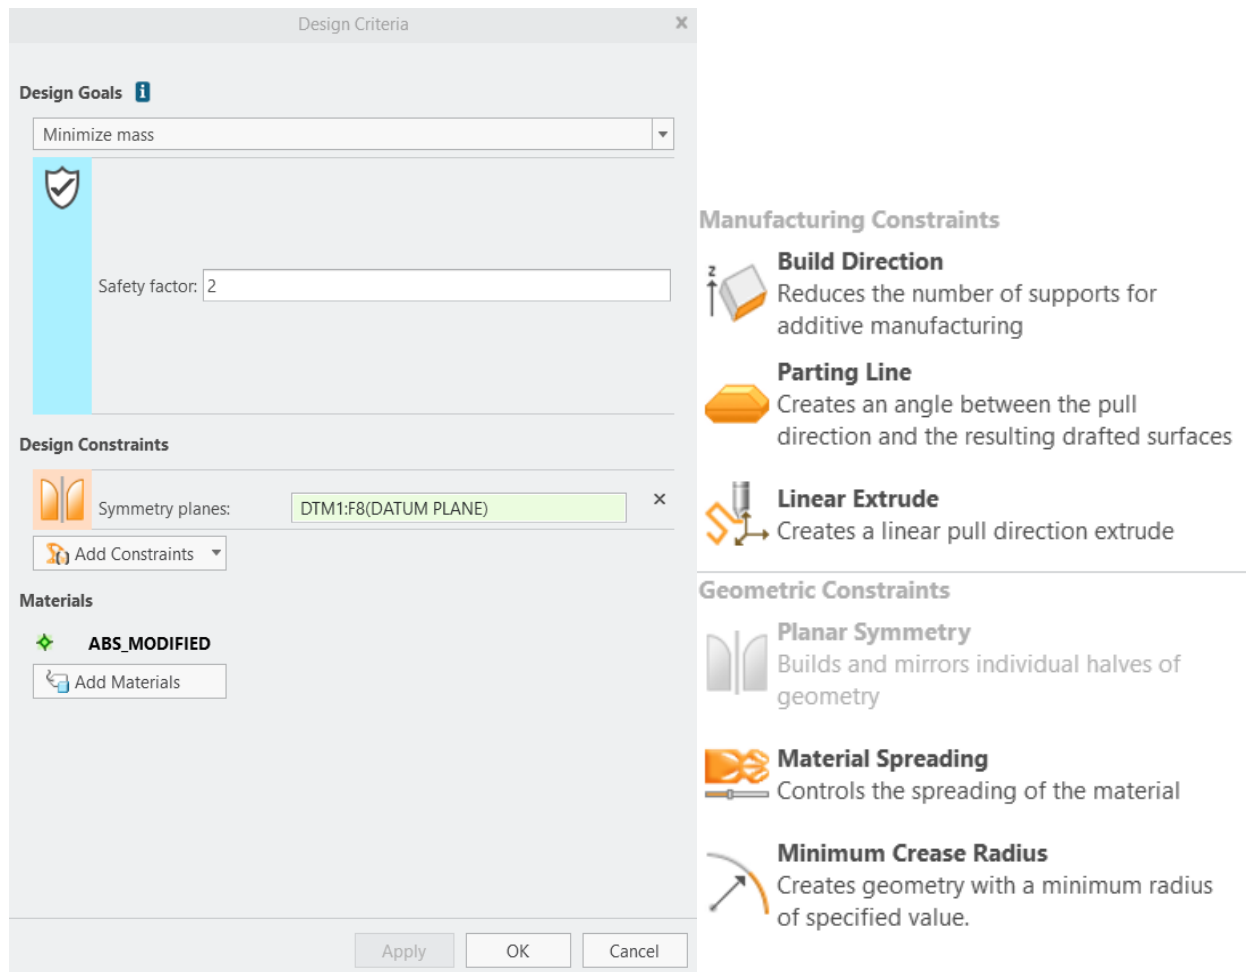 Design Criteria
Design Goals
Minimize mass
Safety factor: 2
Design Constraints
Symmetry planes: DTM1:F8(DATUM PLANE)
Add Constraints
Materials
ABS_MODIFIED
Add Materials
Apply OK Cancel
Manufacturing Constraints
Build Direction
Reduces the number of supports for
additive manufacturing
Parting Line
Creates an angle between the pull
direction and the resulting drafted surfaces
Linear Extrude
Creates a linear pull direction extrude
Geometric Constraints
Planar Symmetry
Builds and mirrors individual halves of
geometry
Material Spreading
Controls the spreading of the material
Minimum Crease Radius
Creates geometry with a minimum radius
of specified value.